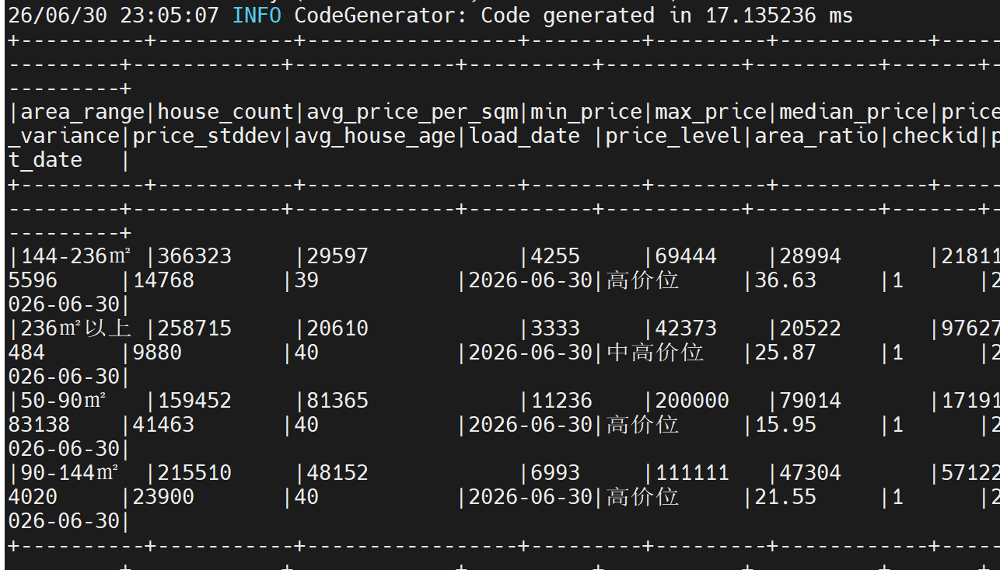 26/06/30 23:05:07 INFO CodeGenerator: Code generated in 17.135236 ms
+----------+-----------+-----------------+---------+---------+------------+-----
---------+------------+--------------+----------+-----------+----------+-------+-
---------+
|area_range|house_count|avg_price_per_sqm|min_price|max_price|median_price|price
_variance|price_stddev|avg_house_age|load_date |price_level|area_ratio|checkid|p
t_date   |
+----------+-----------+-----------------+---------+---------+------------+-----
---------+------------+--------------+----------+-----------+----------+-------+-
---------+
|144-236㎡ |366323     |29597            |4255     |69444    |28994       |21811
5596     |14768       |39           |2026-06-30|高价位     |36.63     |1      |2
026-06-30|
|236㎡以上 |258715     |20610            |3333     |42373    |20522       |97627
484      |9880        |40           |2026-06-30|中高价位   |25.87     |1      |2
026-06-30|
|50-90㎡   |159452     |81365            |11236    |200000   |79014       |17191
83138    |41463       |40           |2026-06-30|高价位     |15.95     |1      |2
026-06-30|
|90-144㎡  |215510     |48152            |6993     |111111   |47304       |57122
4020     |23900       |40           |2026-06-30|高价位     |21.55     |1      |2
026-06-30|
+----------+-----------+-----------------+---------+---------+------------+-----